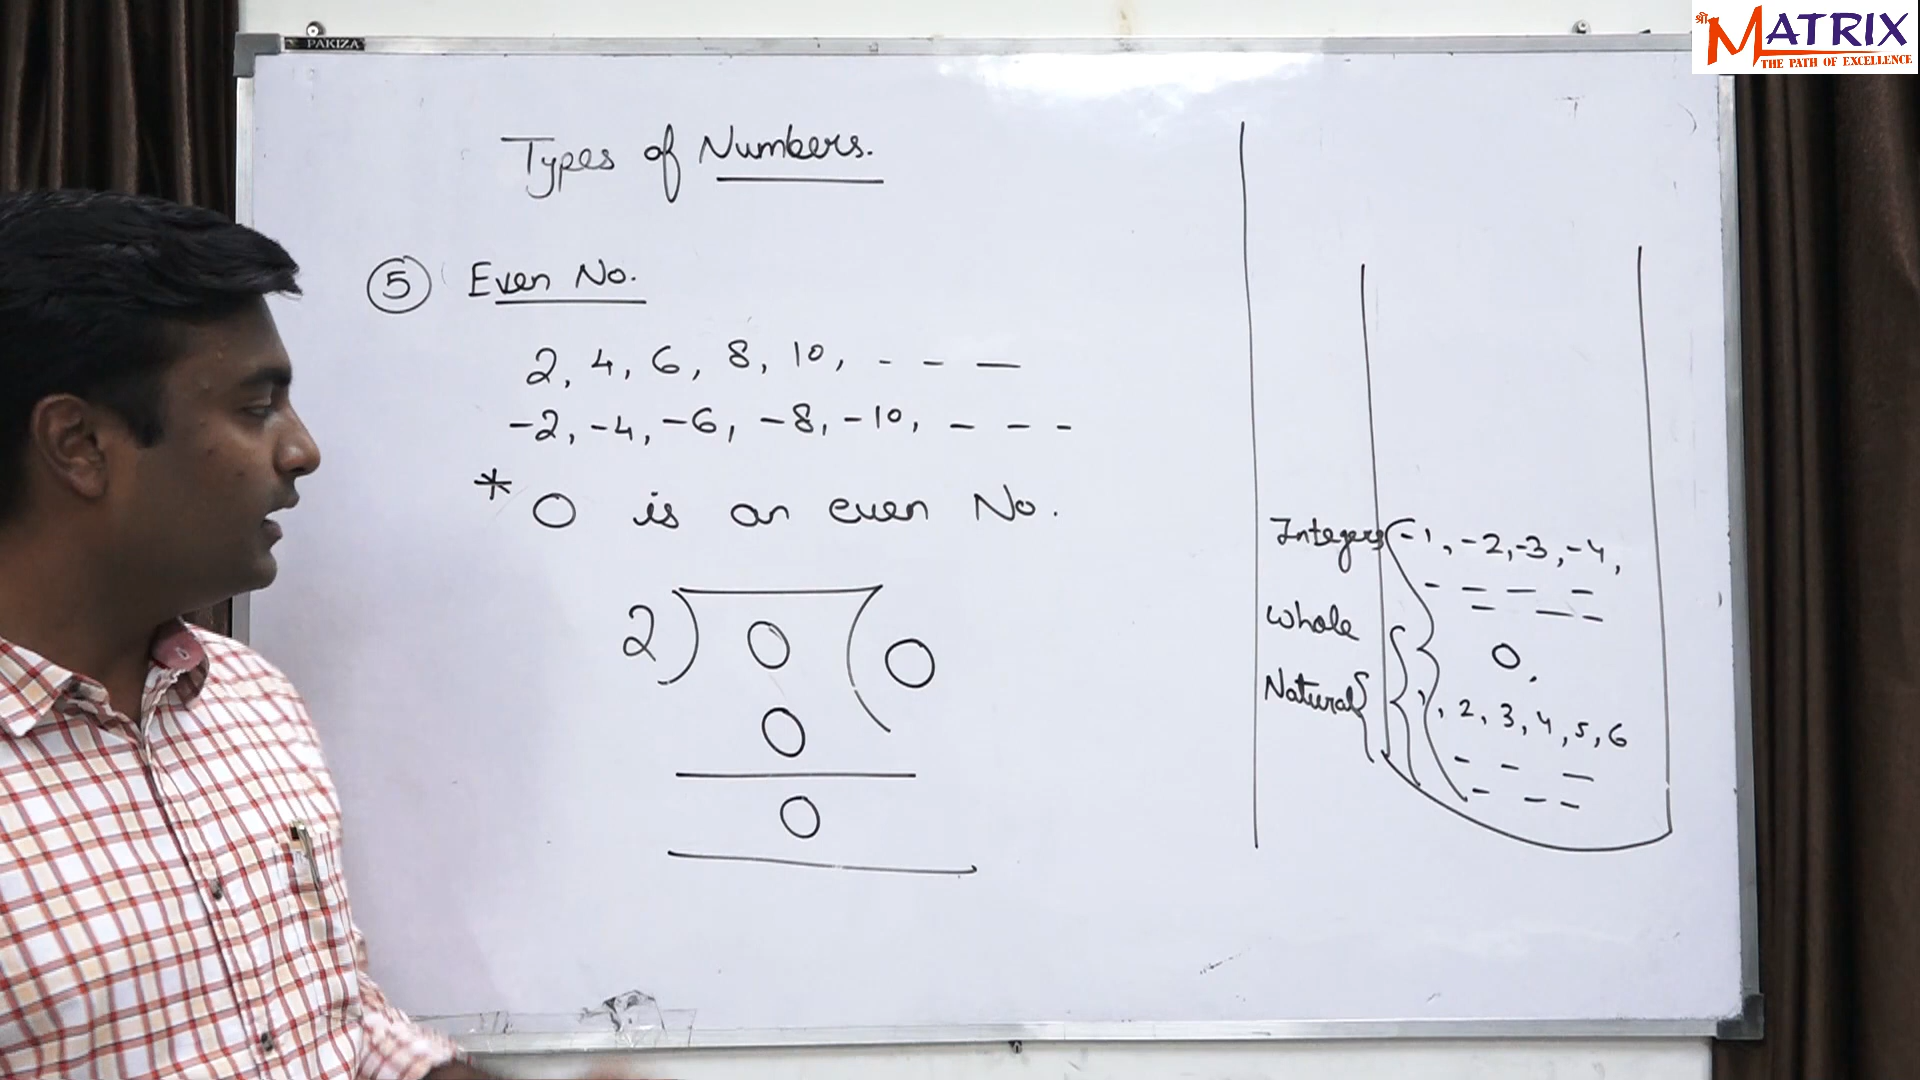 PAKIZA
श्री MATRIX
THE PATH OF EXCELLENCE
Types of Numbers.
5 Even No.
2, 4, 6, 8, 10, - - —
-2, -4, -6, -8, -10, - - -
* 0 is an even No.
2) 0 ( 0
0
0
Integers -1, -2, -3, -4,
- - - -
- - -
Whole
0,
Natural 1, 2, 3, 4, 5, 6
- - -
- - -